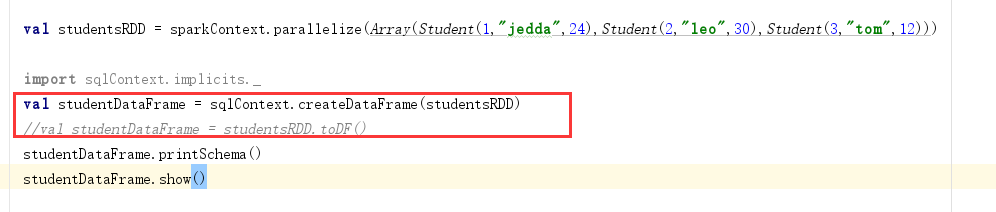 val studentsRDD = sparkContext.parallelize(Array(Student(1,"jedda",24),Student(2,"leo",30),Student(3,"tom",12)))
import sqlContext.implicits._
val studentDataFrame = sqlContext.createDataFrame(studentsRDD)
//val studentDataFrame = studentsRDD.toDF()
studentDataFrame.printSchema()
studentDataFrame.show()